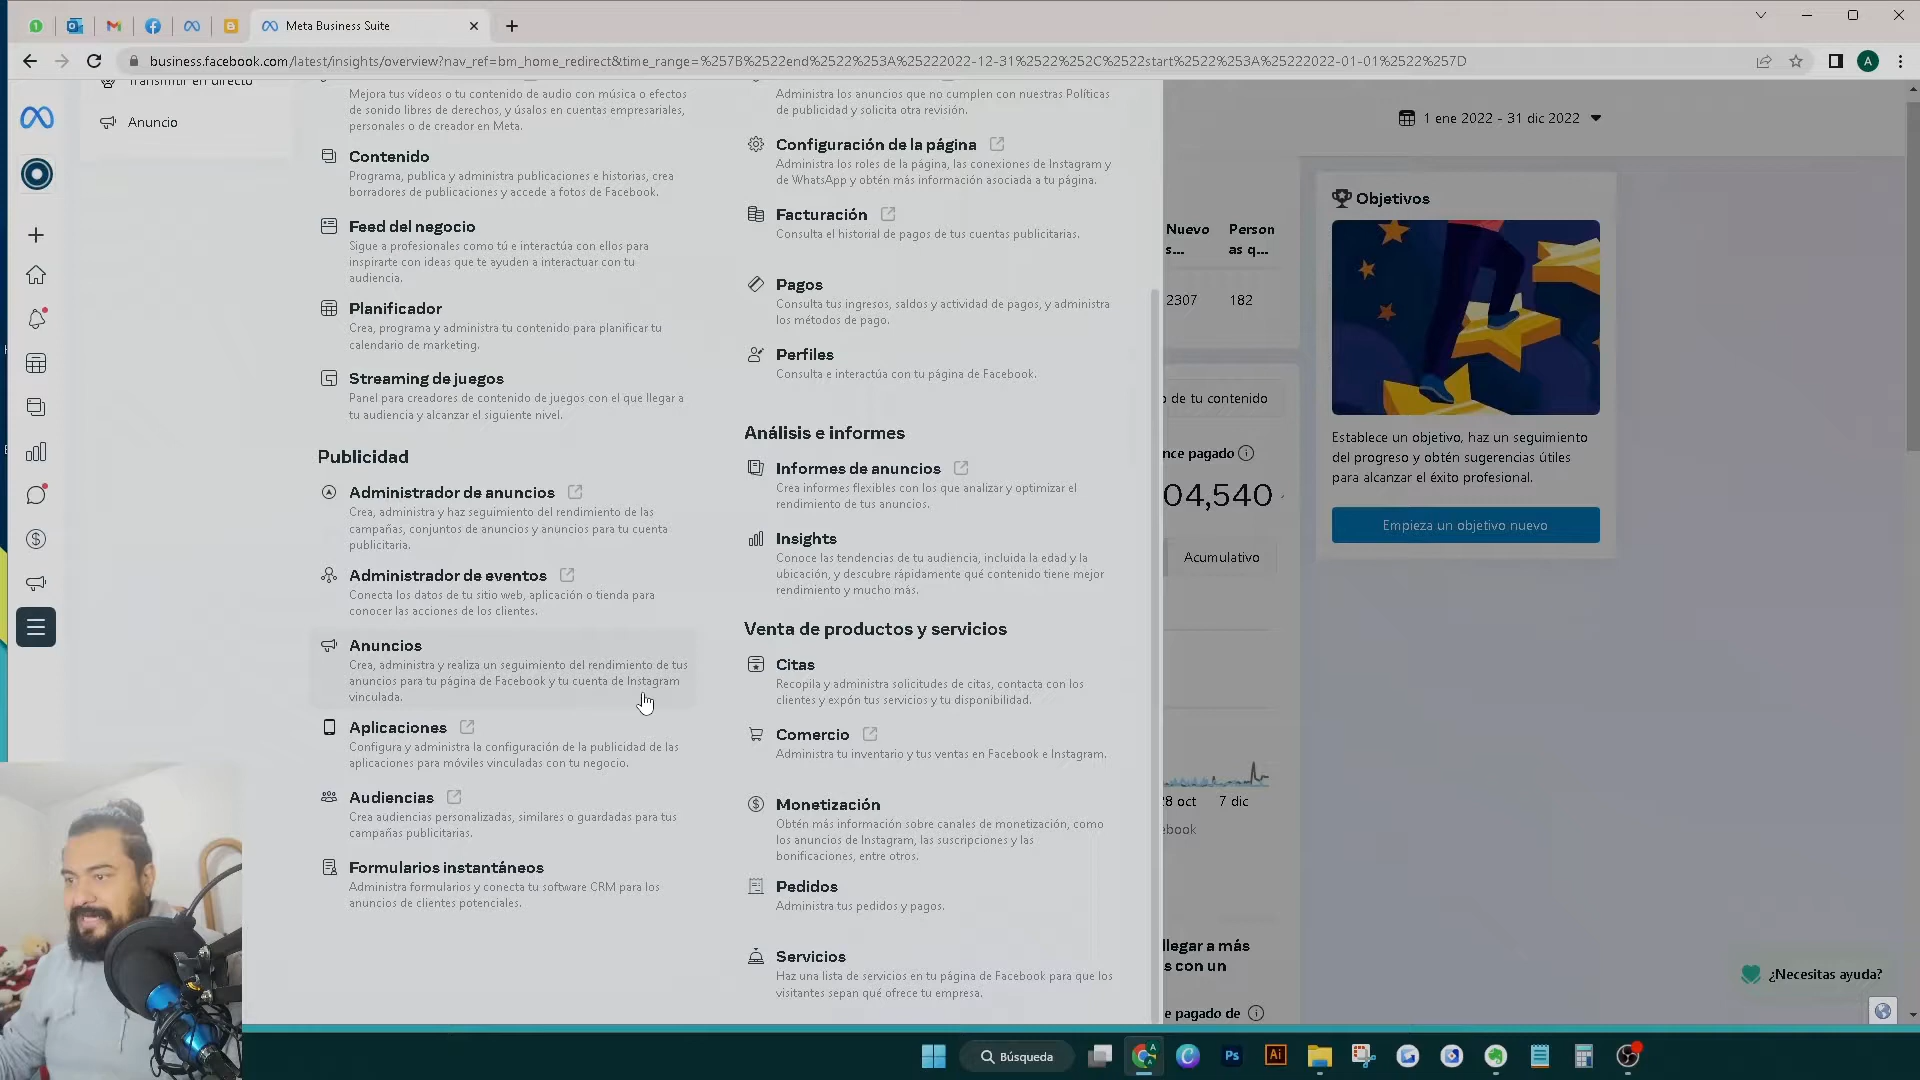 Meta Business Suite
business.facebook.com/latest/insights/overview?nav_ref=bm_home_redirect&time_range=%257B%2522end%2522%253A%25222022-12-31%2522%252C%2522start%2522%253A%25222022-01-01%2522%257D
A
Transmitir en directo
Anuncio
Mejora tus vídeos o tu contenido de audio con música o efectos
de sonido libres de derechos, y úsalos en cuentas empresariales,
personales o de creador en Meta.
Contenido
Programa, publica y administra publicaciones e historias, crea
borradores de publicaciones y accede a fotos de Facebook.
Feed del negocio
Sigue a profesionales como tú e interactúa con ellos para
inspirarte con ideas que te ayuden a interactuar con tu
audiencia.
Planificador
Crea, programa y administra tu contenido para planificar tu
calendario de marketing.
Streaming de juegos
Panel para creadores de contenido de juegos con el que llegar a
tu audiencia y alcanzar el siguiente nivel.
Publicidad
Administrador de anuncios
Crea, administra y haz seguimiento del rendimiento de las
campañas, conjuntos de anuncios y anuncios para tu cuenta
publicitaria.
Administrador de eventos
Conecta los datos de tu sitio web, aplicación o tienda para
conocer las acciones de los clientes.
Anuncios
Crea, administra y realiza un seguimiento del rendimiento de tus
anuncios para tu página de Facebook y tu cuenta de Instagram
vinculada.
Aplicaciones
Configura y administra la configuración de la publicidad de las
aplicaciones para móviles vinculadas con tu negocio.
Audiencias
Crea audiencias personalizadas, similares o guardadas para tus
campañas publicitarias.
Formularios instantáneos
Administra formularios y conecta tu software CRM para los
anuncios de clientes potenciales.
Administra los anuncios que no cumplen con nuestras Políticas
de publicidad y solicita otra revisión.
Configuración de la página
Administra los roles de la página, las conexiones de Instagram y
de WhatsApp y obtén más información asociada a tu página.
Facturación
Consulta el historial de pagos de tus cuentas publicitarias.
Pagos
Consulta tus ingresos, saldos y actividad de pagos, y administra
los métodos de pago.
Perfiles
Consulta e interactúa con tu página de Facebook.
Análisis e informes
Informes de anuncios
Crea informes flexibles con los que analizar y optimizar el
rendimiento de tus anuncios.
Insights
Conoce las tendencias de tu audiencia, incluida la edad y la
ubicación, y descubre rápidamente qué contenido tiene mejor
rendimiento y mucho más.
Venta de productos y servicios
Citas
Recopila y administra solicitudes de citas, contacta con los
clientes y expón tus servicios y tu disponibilidad.
Comercio
Administra tu inventario y tus ventas en Facebook e Instagram.
Monetización
Obtén más información sobre canales de monetización, como
los anuncios de Instagram, las suscripciones y las
bonificaciones, entre otros.
Pedidos
Administra tus pedidos y pagos.
Servicios
Haz una lista de servicios en tu página de Facebook para que los
visitantes sepan qué ofrece tu empresa.
1 ene 2022 - 31 dic 2022
Nuevo Person
s... as q...
2307 182
o de tu contenido
nce pagado
04,540
Acumulativo
28 oct 7 dic
ebook
llegar a más
s con un
e pagado de
Objetivos
Establece un objetivo, haz un seguimiento
del progreso y obtén sugerencias útiles
para alcanzar el éxito profesional.
Empieza un objetivo nuevo
¿Necesitas ayuda?
Búsqueda
Ps
Ai